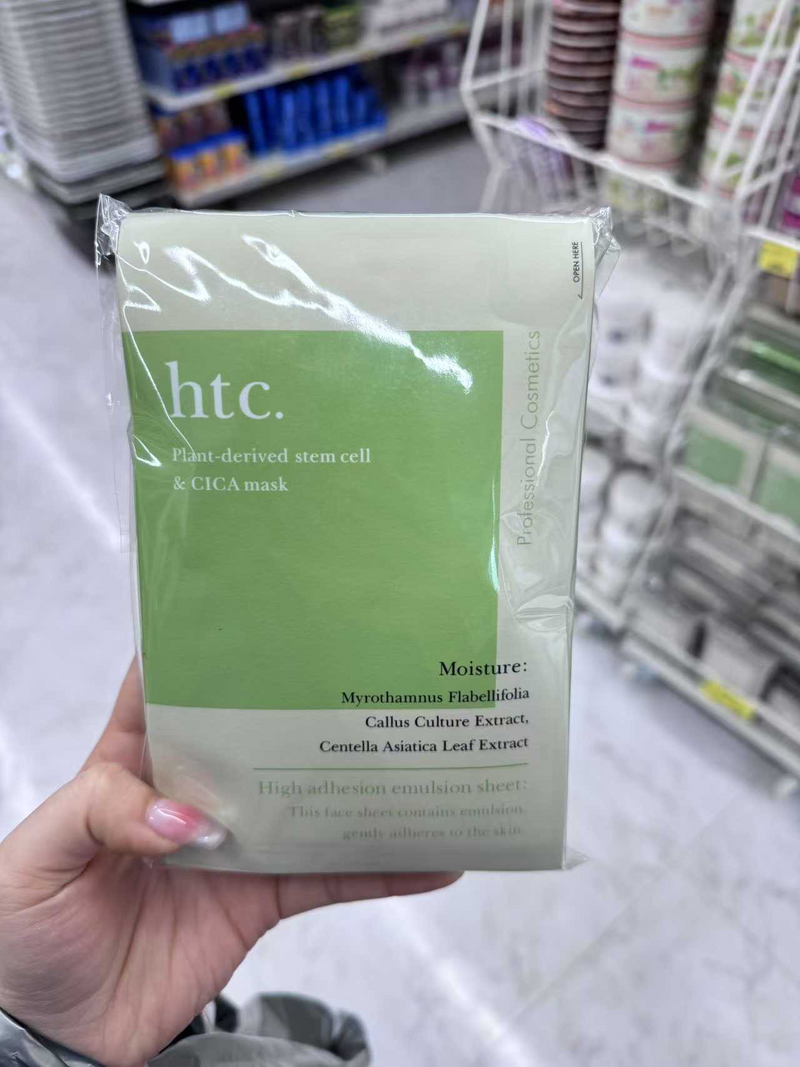 OPEN HERE
htc.
Plant-derived stem cell
& CICA mask
Professional Cosmetics
Moisture:
Myrothamnus Flabellifolia
Callus Culture Extract,
Centella Asiatica Leaf Extract
High adhesion emulsion sheet:
This face sheet contains emulsion,
gently adheres to the skin.